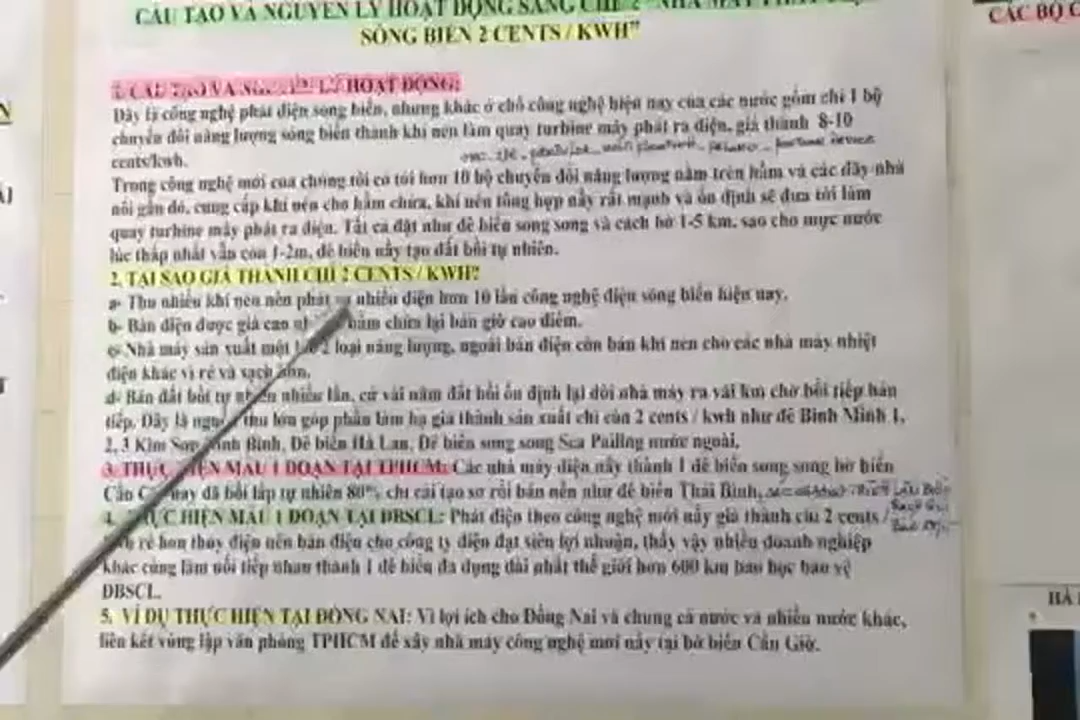 CẤU TẠO VÀ NGUYÊN LÝ HOẠT ĐỘNG SÁNG CHẾ 2 "NHÀ MÁY PHÁT
SÓNG BIỂN 2 CENTS / KWH"
CÁC BỘ C
1. CẤU TẠO VÀ LÝ HOẠT ĐỘNG:
Đây là công nghệ phát điện sóng biển, nhưng khác ở chỗ công nghệ hiện nay của các nước gồm chỉ 1 bộ
chuyển đổi năng lượng sóng biển thành khí nén làm quay turbine máy phát ra điện, giá thành 8-10
cents/kwh.
Trong công nghệ mới của chúng tôi có tới hơn 10 bộ chuyển đổi năng lượng nằm trên hầm và các dãy nhà
nối gần đó, cung cấp khí nén cho hầm chứa, khí nén tổng hợp nầy rất mạnh và ổn định sẽ đưa tới làm
quay turbine máy phát ra điện. Tất cả đặt như đê biển song song và cách bờ 1-5 km, sao cho mực nước
lúc thấp nhất vẫn còn 1-2m, đê biển nầy tạo đất bồi tự nhiên.
2. TẠI SAO GIÁ THÀNH CHỈ 2 CENTS / KWH?
a- Thu nhiều khí nén nên phát ra nhiều điện hơn 10 lần công nghệ điện sóng biển hiện nay.
b- Bán điện được giá cao hầm chứa lại bán giờ cao điểm.
c- Nhà máy sản xuất một 2 loại năng lượng, ngoài bán điện còn bán khí nén cho các nhà máy nhiệt
điện khác vì rẻ và sạch hơn.
d- Bán đất bồi tự nhiên nhiều lần, cứ vài năm đất bồi ổn định lại dời nhà máy ra vài km chờ bồi tiếp bán
tiếp. Đây là thu lớn góp phần làm hạ giá thành sản xuất chỉ còn 2 cents / kwh như đê Bình Minh 1,
2, 3 Kim Sơn Ninh Bình, Đê biển Hà Lan, Đê biển song song Sea Pailing nước ngoài.
3. THỰC HIỆN MẪU 1 ĐOẠN TẠI TPHCM: Các nhà máy điện nầy thành 1 đê biển song song bờ biển
Cần nay đã bồi lắp tự nhiên 80% chỉ cải tạo sơ rồi bán nền như đê biển Thái Bình,
4. THỰC HIỆN MẪU 1 ĐOẠN TẠI ĐBSCL: Phát điện theo công nghệ mới nầy giá thành chỉ 2 cents /
rẻ hơn thủy điện nên bán điện cho công ty điện đạt siêu lợi nhuận, thấy vậy nhiều doanh nghiệp
khác cùng làm nối tiếp nhau thành 1 đê biển đa dụng dài nhất thế giới hơn 600 km bao bọc bảo vệ
ĐBSCL.
5. VÍ DỤ THỰC HIỆN TẠI ĐỒNG NAI: Vì lợi ích cho Đồng Nai và chung cả nước và nhiều nước khác,
liên kết vùng lập văn phòng TPHCM để xây nhà máy công nghệ mới nầy tại bờ biển Cần Giờ.